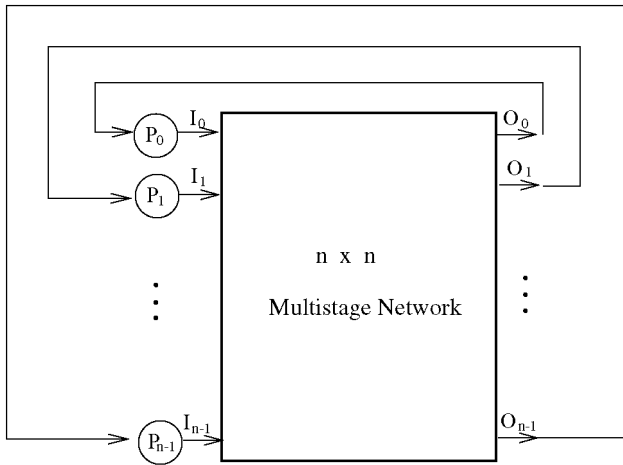 I0 O0
P0
I1 O1
P1
n x n
Multistage Network
In-1 On-1
Pn-1